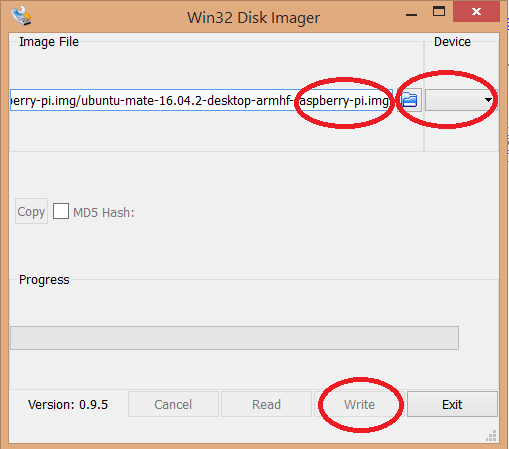 Win32 Disk Imager
Image File
Device
berry-pi.img/ubuntu-mate-16.04.2-desktop-armhf-raspberry-pi.img
Copy
MD5 Hash:
Progress
Version: 0.9.5
Cancel
Read
Write
Exit